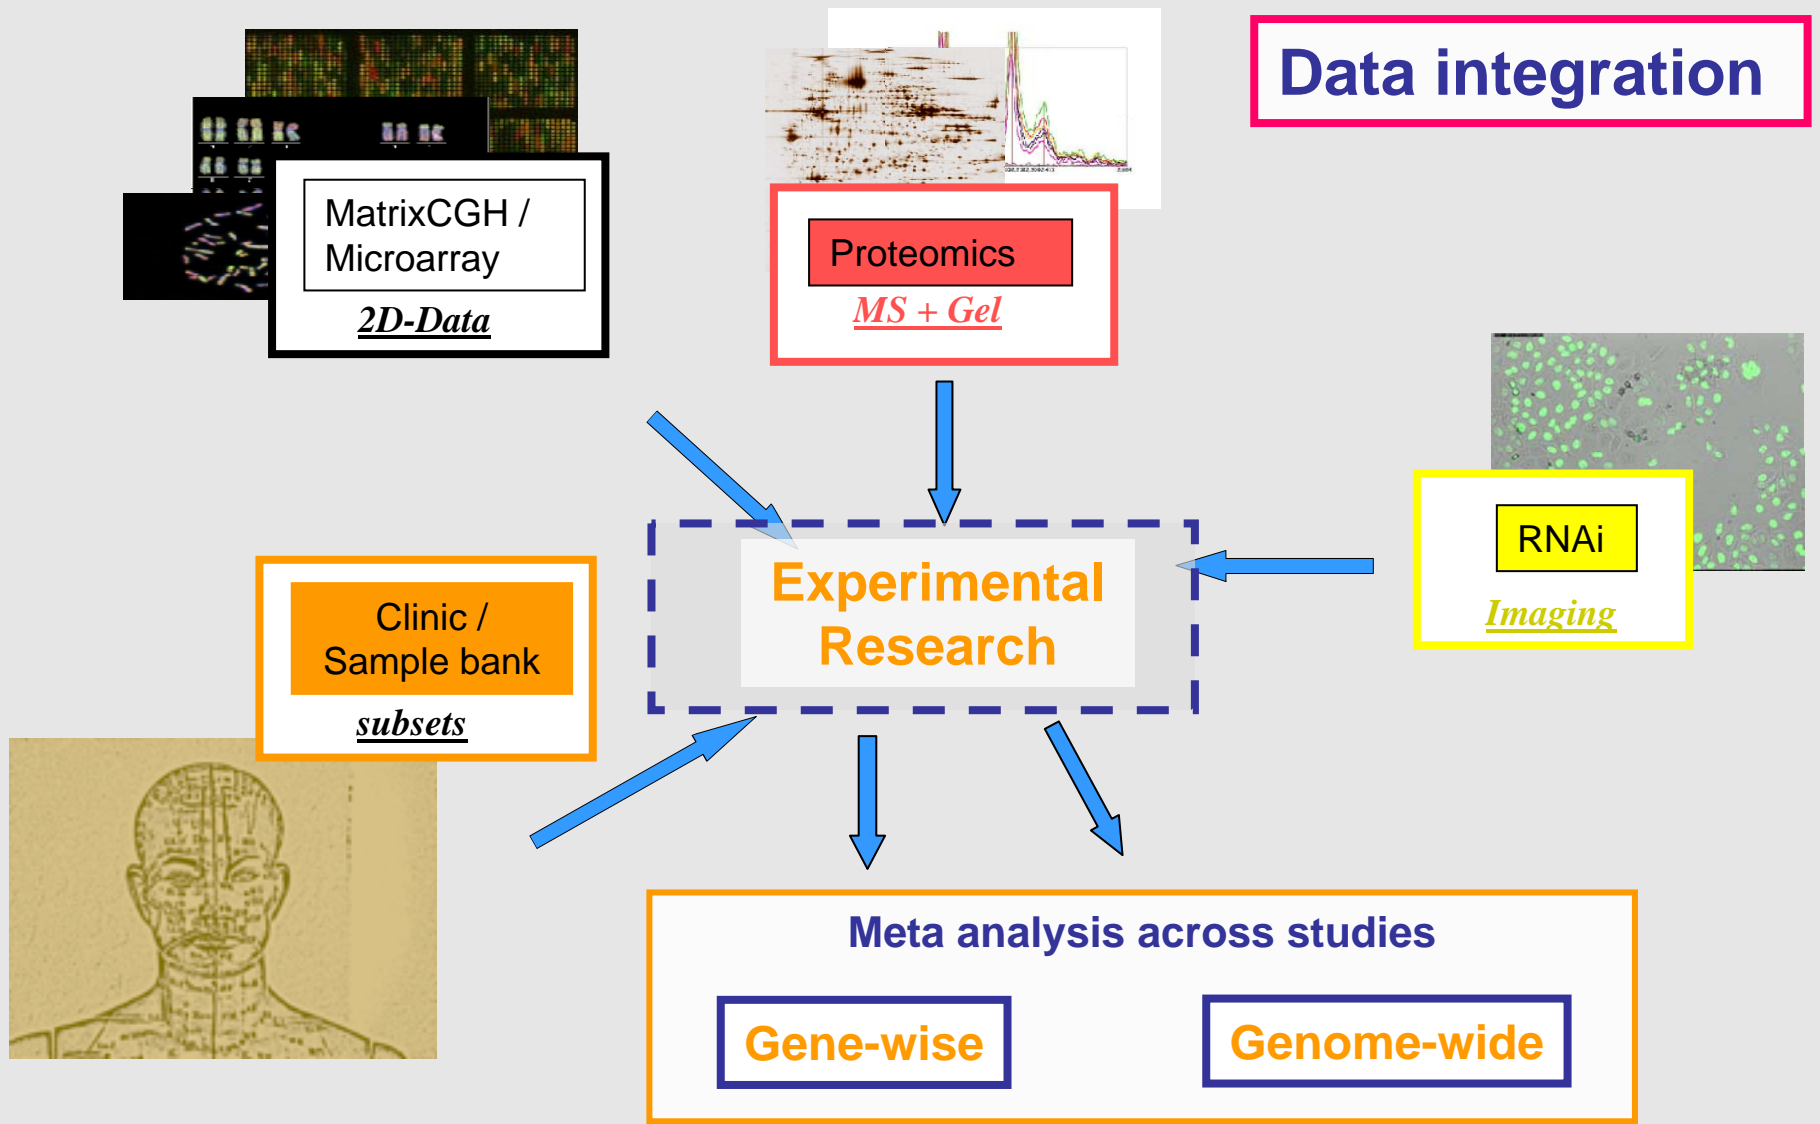 Data integration
MatrixCGH /
Microarray
2D-Data
Proteomics
MS + Gel
RNAi
Imaging
Clinic /
Sample bank
subsets
Experimental
Research
Meta analysis across studies
Gene-wise
Genome-wide